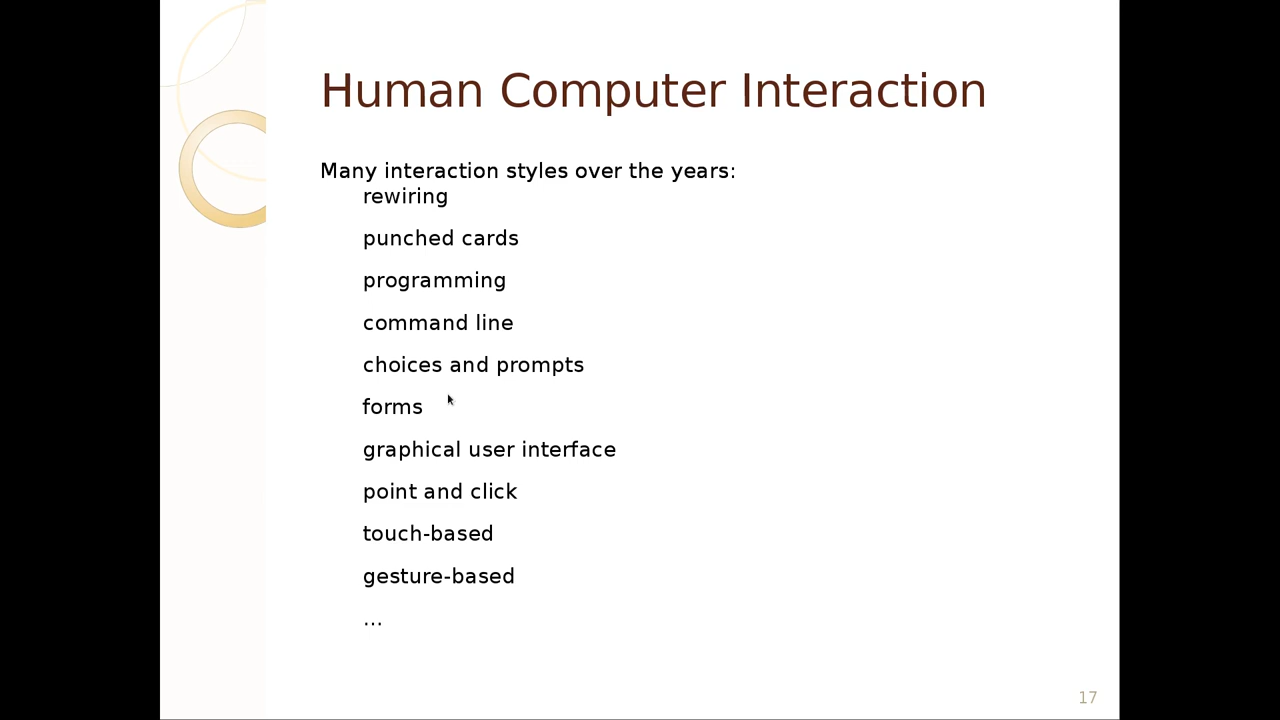 Human Computer Interaction
Many interaction styles over the years:
rewiring
punched cards
programming
command line
choices and prompts
forms
graphical user interface
point and click
touch-based
gesture-based
...
17